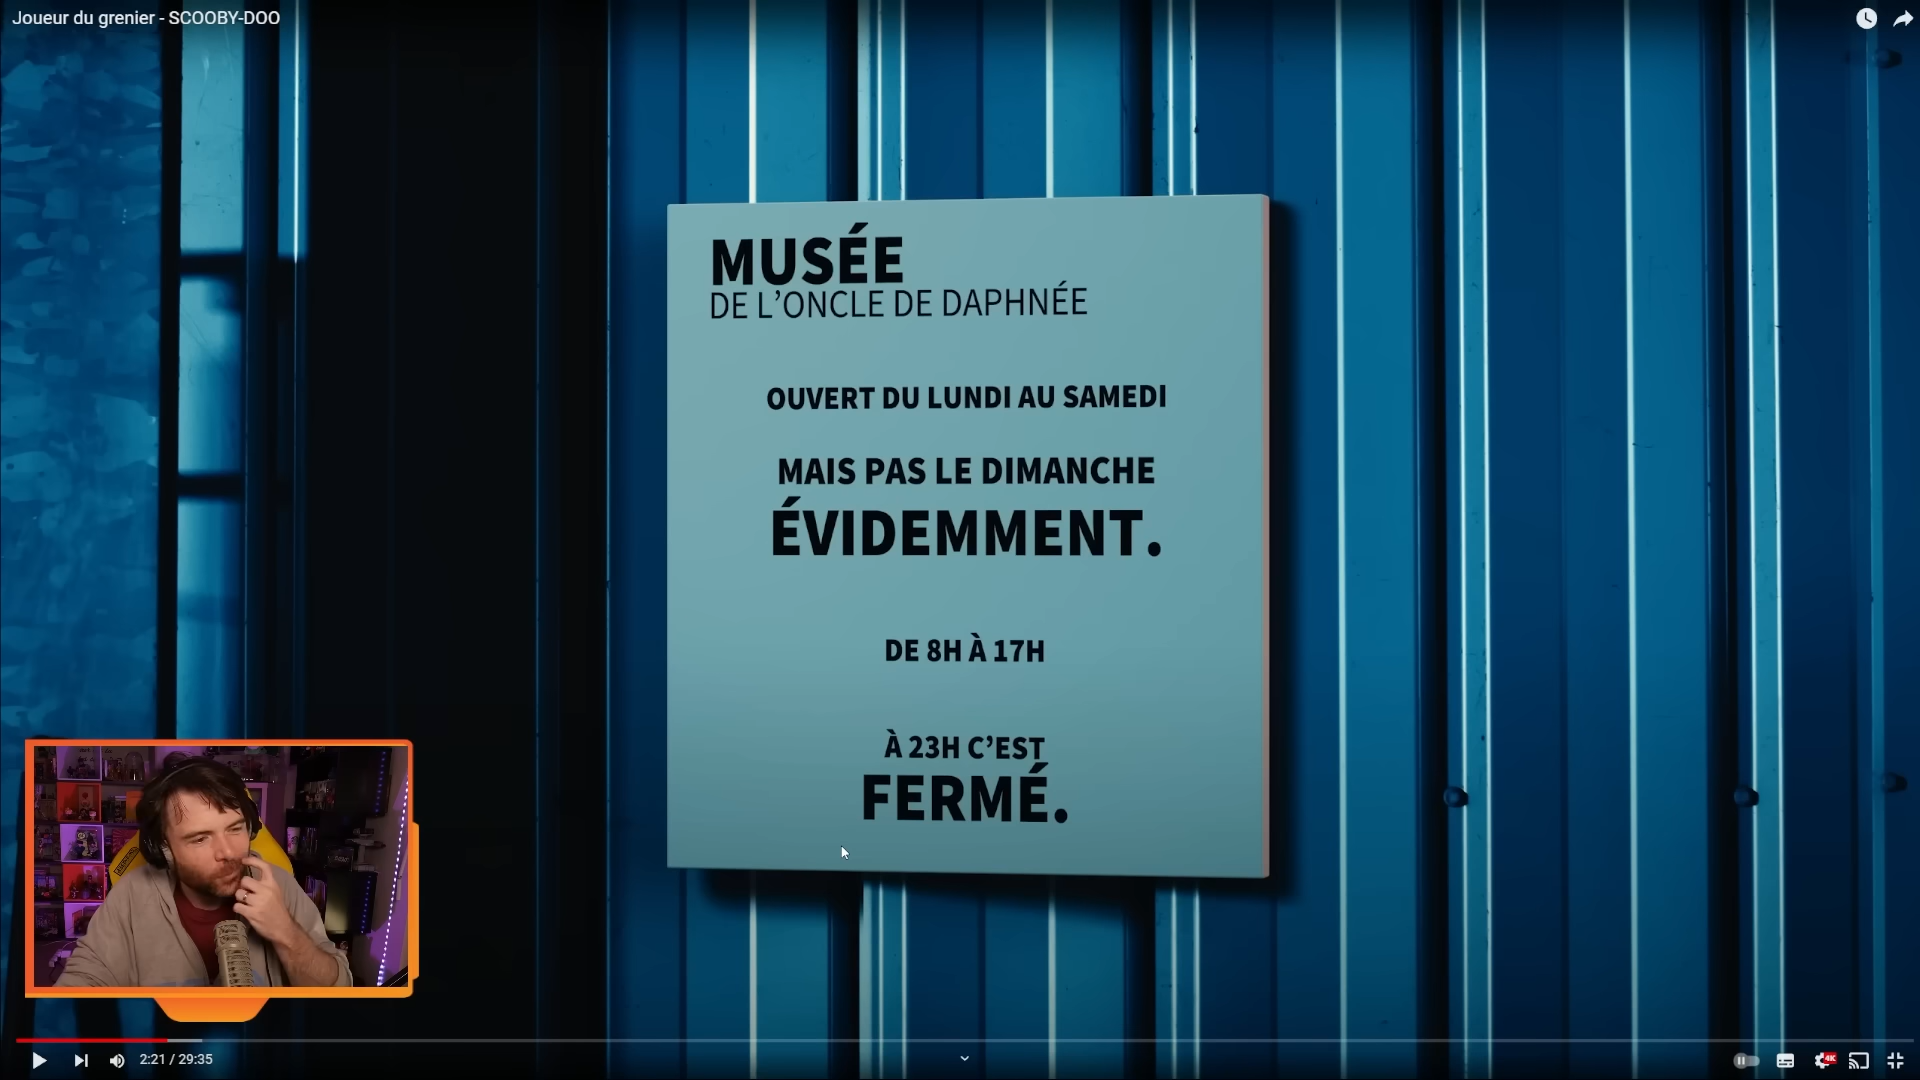 Joueur du grenier - SCOOBY-DOO
MUSÉE
DE L’ONCLE DE DAPHNÉE
OUVERT DU LUNDI AU SAMEDI
MAIS PAS LE DIMANCHE
ÉVIDEMMENT.
DE 8H À 17H
À 23H C’EST
FERMÉ.
2:21 / 29:35
4K